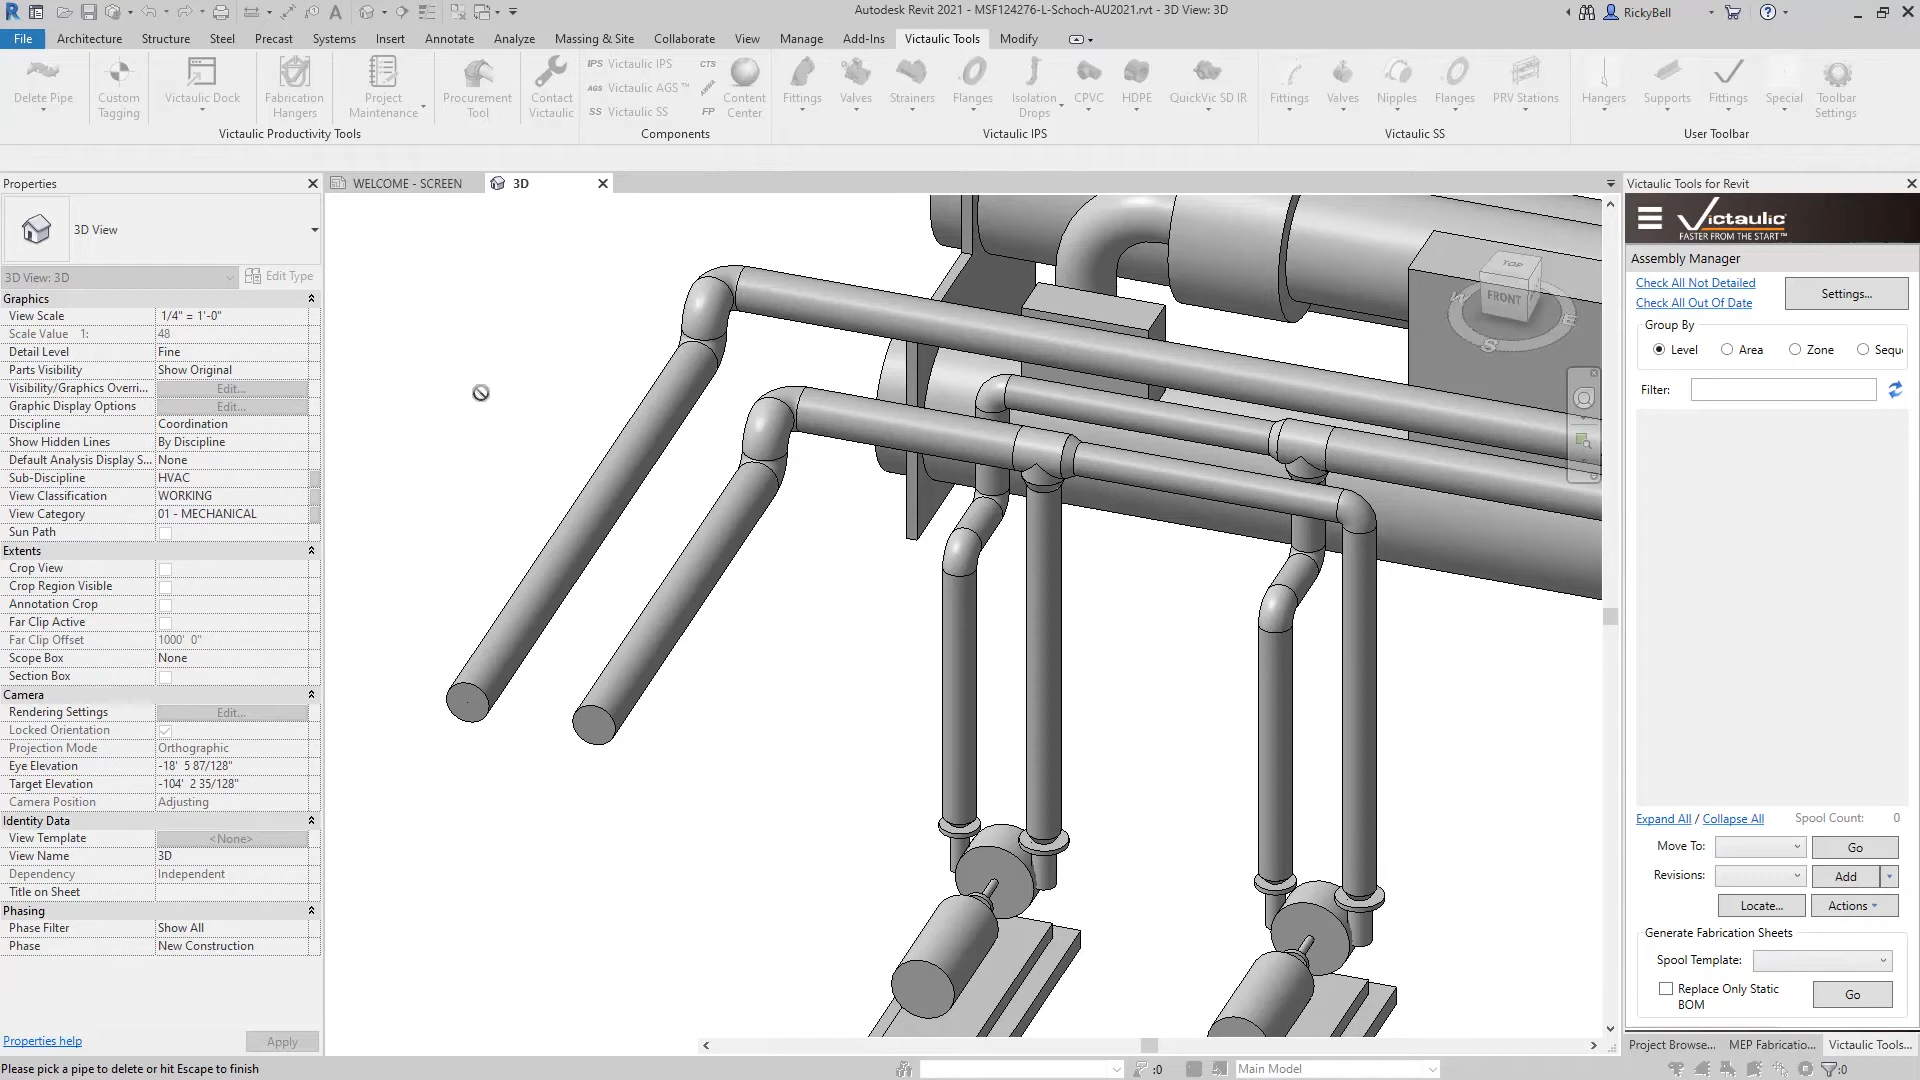 Autodesk Revit 2021 - MSF124276-L-Schoch-AU2021.rvt - 3D View: 3D
RickyBell
File
Architecture
Structure
Steel
Precast
Systems
Insert
Annotate
Analyze
Massing & Site
Collaborate
View
Manage
Add-Ins
Victaulic Tools
Modify
Delete Pipe
Custom
Tagging
Victaulic Dock
Fabrication
Hangers
Project
Maintenance
Procurement
Tool
Contact
Victaulic
IPS Victaulic IPS
AGS Victaulic AGS™
SS Victaulic SS
CTS
FP
Content
Center
Fittings
Valves
Strainers
Flanges
Isolation
Drops
CPVC
HDPE
QuickVic SD IR
Fittings
Valves
Nipples
Flanges
PRV Stations
Hangers
Supports
Fittings
Special
Toolbar
Settings
Victaulic Productivity Tools
Components
Victaulic IPS
Victaulic SS
User Toolbar
Properties
WELCOME - SCREEN
3D
3D View
3D View: 3D
Edit Type
Graphics
View Scale 1/4" = 1'-0"
Scale Value 1: 48
Detail Level Fine
Parts Visibility Show Original
Visibility/Graphics Overri... Edit...
Graphic Display Options Edit...
Discipline Coordination
Show Hidden Lines By Discipline
Default Analysis Display S... None
Sub-Discipline HVAC
View Classification WORKING
View Category 01 - MECHANICAL
Sun Path
Extents
Crop View
Crop Region Visible
Annotation Crop
Far Clip Active
Far Clip Offset 1000' 0"
Scope Box None
Section Box
Camera
Rendering Settings Edit...
Locked Orientation
Projection Mode Orthographic
Eye Elevation -18' 5 87/128"
Target Elevation -104' 2 35/128"
Camera Position Adjusting
Identity Data
View Template <None>
View Name 3D
Dependency Independent
Title on Sheet
Phasing
Phase Filter Show All
Phase New Construction
Properties help
Apply
TOP
FRONT
W
E
S
Victaulic Tools for Revit
Victaulic®
FASTER FROM THE START™
Assembly Manager
Check All Not Detailed
Check All Out Of Date
Settings...
Group By
Level
Area
Zone
Sequ
Filter:
Expand All / Collapse All
Spool Count: 0
Move To:
Go
Revisions:
Add
Locate...
Actions
Generate Fabrication Sheets
Spool Template:
Replace Only Static
BOM
Go
Project Browse...
MEP Fabricatio...
Victaulic Tools...
Please pick a pipe to delete or hit Escape to finish
:0
Main Model
:0